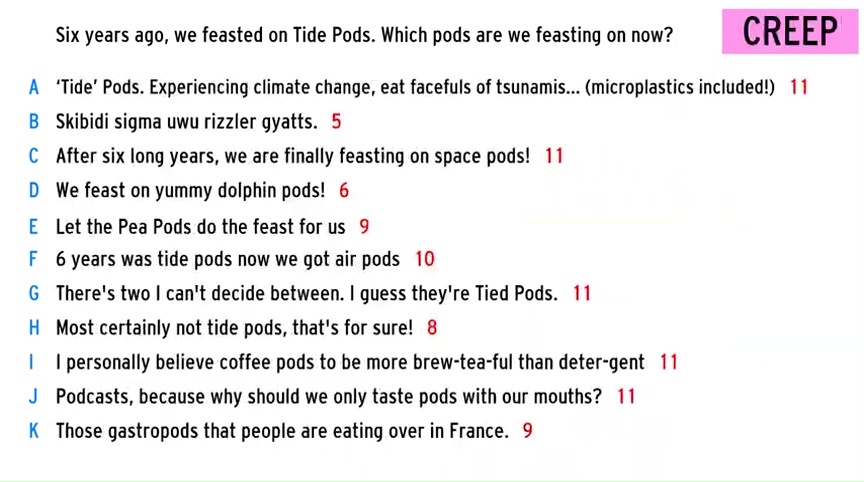 Six years ago, we feasted on Tide Pods. Which pods are we feasting on now?
CREEP
A 'Tide' Pods. Experiencing climate change, eat facefuls of tsunamis... (microplastics included!) 11
B Skibidi sigma uwu rizzler gyatts. 5
C After six long years, we are finally feasting on space pods! 11
D We feast on yummy dolphin pods! 6
E Let the Pea Pods do the feast for us 9
F 6 years was tide pods now we got air pods 10
G There's two I can't decide between. I guess they're Tied Pods. 11
H Most certainly not tide pods, that's for sure! 8
I I personally believe coffee pods to be more brew-tea-ful than deter-gent 11
J Podcasts, because why should we only taste pods with our mouths? 11
K Those gastropods that people are eating over in France. 9